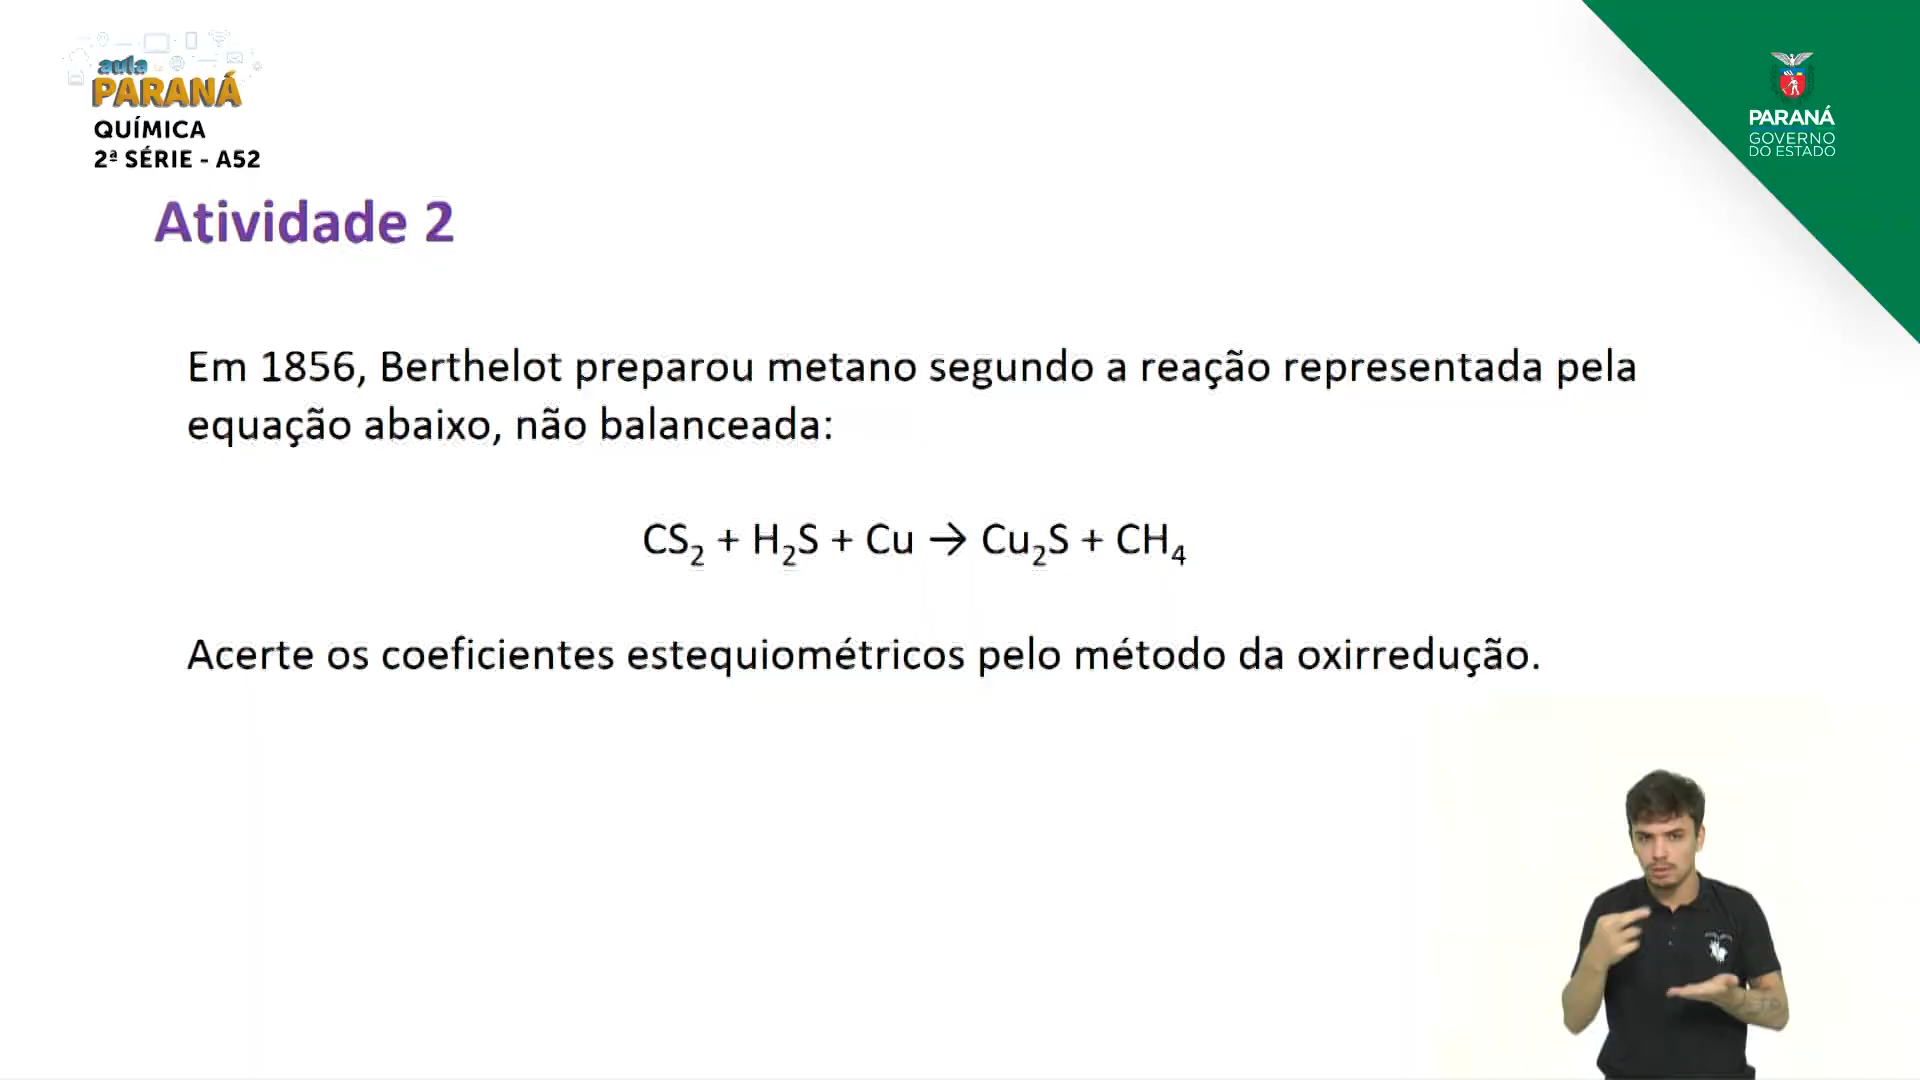 aula
PARANÁ
QUÍMICA
2ª SÉRIE - A52
PARANÁ
GOVERNO
DO ESTADO
Atividade 2
Em 1856, Berthelot preparou metano segundo a reação representada pela
equação abaixo, não balanceada:
CS₂ + H₂S + Cu → Cu₂S + CH₄
Acerte os coeficientes estequiométricos pelo método da oxirredução.